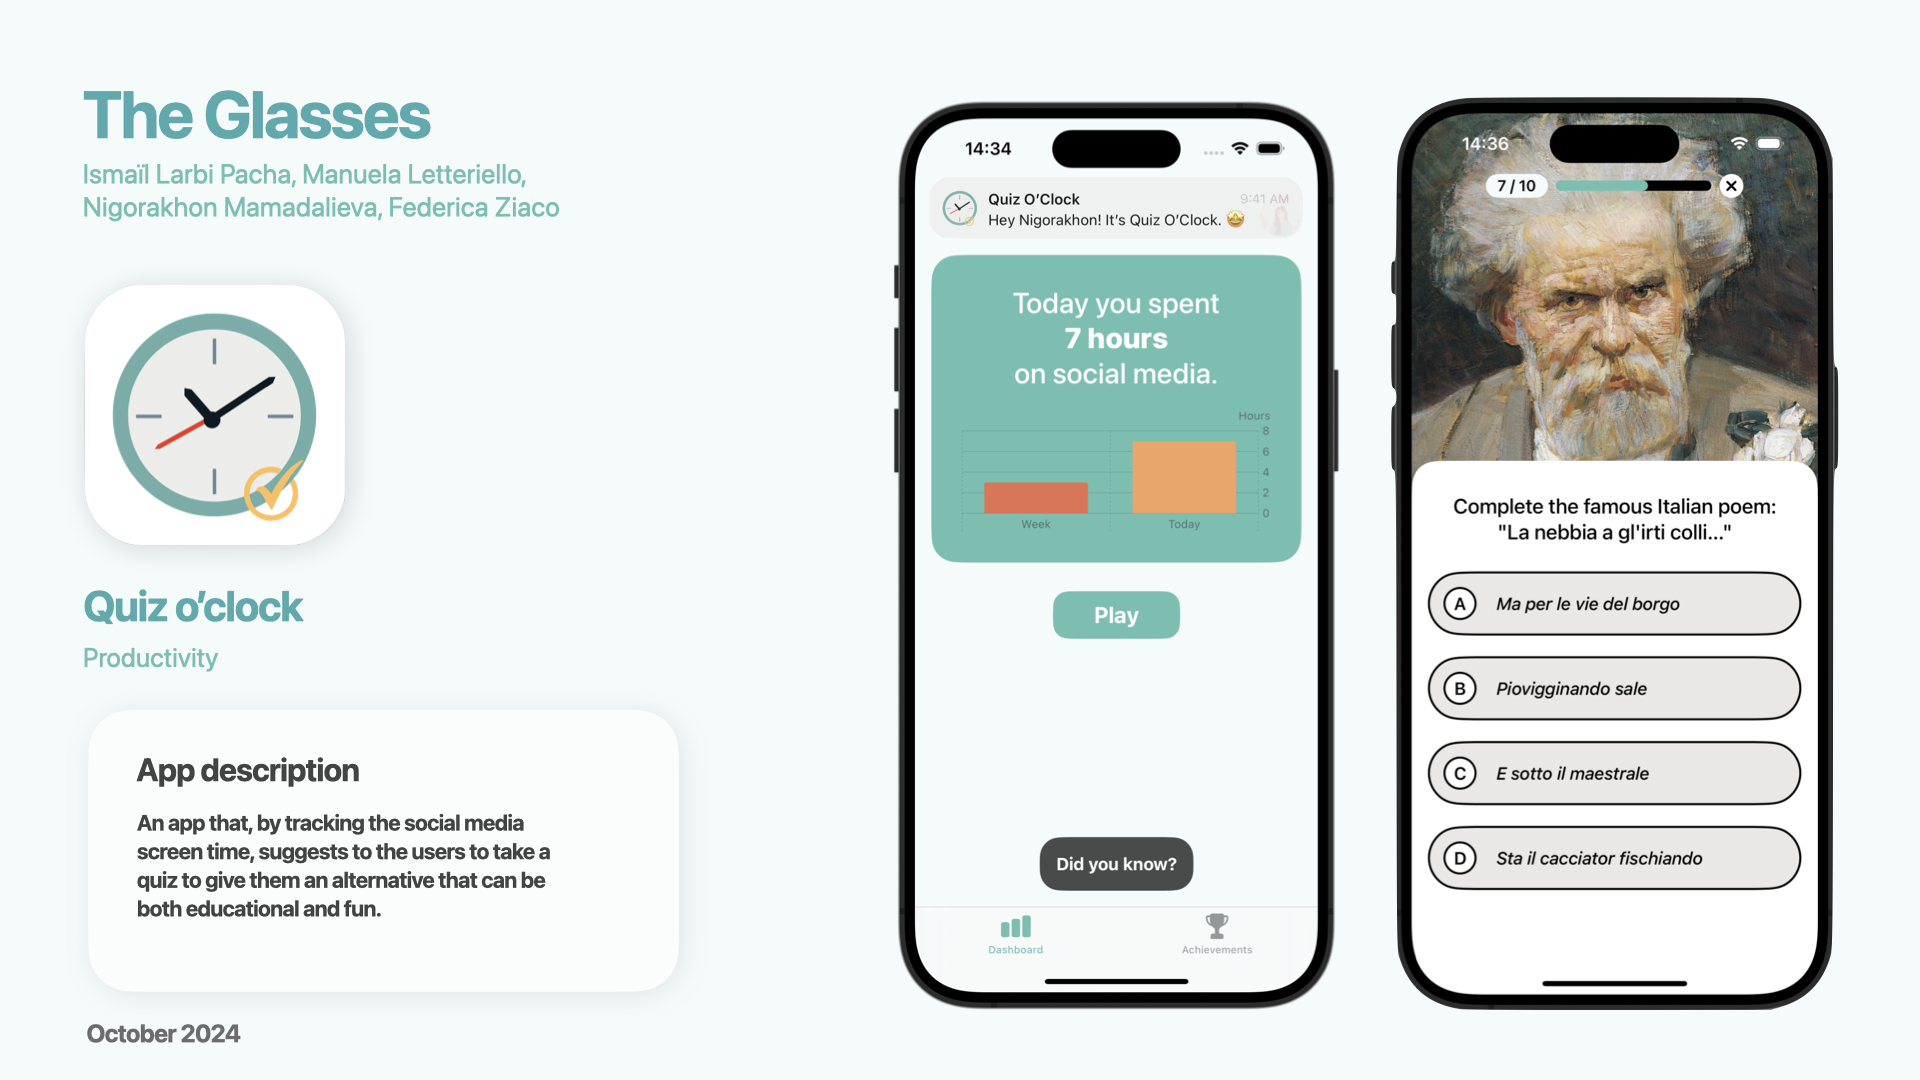 The Glasses
Ismaïl Larbi Pacha, Manuela Letteriello,
Nigorakhon Mamadalieva, Federica Ziaco
Quiz o'clock
Productivity
App description
An app that, by tracking the social media
screen time, suggests to the users to take a
quiz to give them an alternative that can be
both educational and fun.
October 2024
14:34
Quiz O'Clock
9:41 AM
Hey Nigorakhon! It's Quiz O'Clock. 🤩
Today you spent
7 hours
on social media.
Hours
8
6
4
2
0
Week
Today
Play
Did you know?
Dashboard
Achievements
14:36
7 / 10
Complete the famous Italian poem:
"La nebbia a gl'irti colli..."
A Ma per le vie del borgo
B Piovigginando sale
C E sotto il maestrale
D Sta il cacciator fischiando